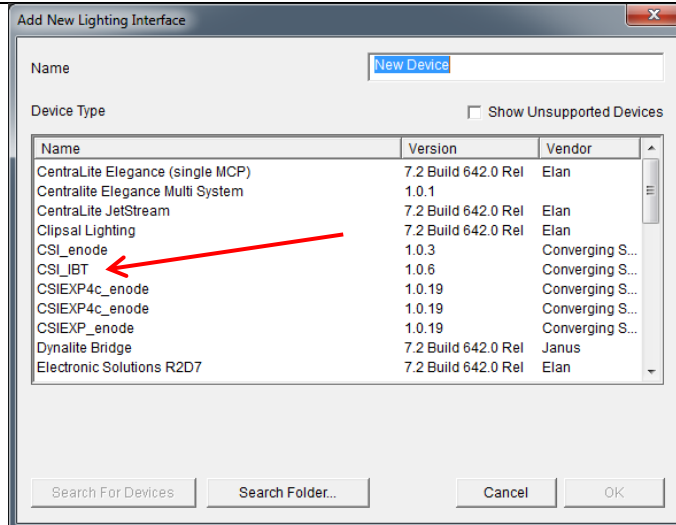 Add New Lighting Interface
Name New Device
Device Type Show Unsupported Devices
Name Version Vendor
CentraLite Elegance (single MCP) 7.2 Build 642.0 Rel Elan
Centralite Elegance Multi System 1.0.1
CentraLite JetStream 7.2 Build 642.0 Rel Elan
Clipsal Lighting 7.2 Build 642.0 Rel Elan
CSI_enode 1.0.3 Converging S...
CSI_IBT 1.0.6 Converging S...
CSIEXP4c_enode 1.0.19 Converging S...
CSIEXP4c_enode 1.0.19 Converging S...
CSIEXP_enode 1.0.19 Converging S...
Dynalite Bridge 7.2 Build 642.0 Rel Janus
Electronic Solutions R2D7 7.2 Build 642.0 Rel Elan
Search For Devices Search Folder... Cancel OK